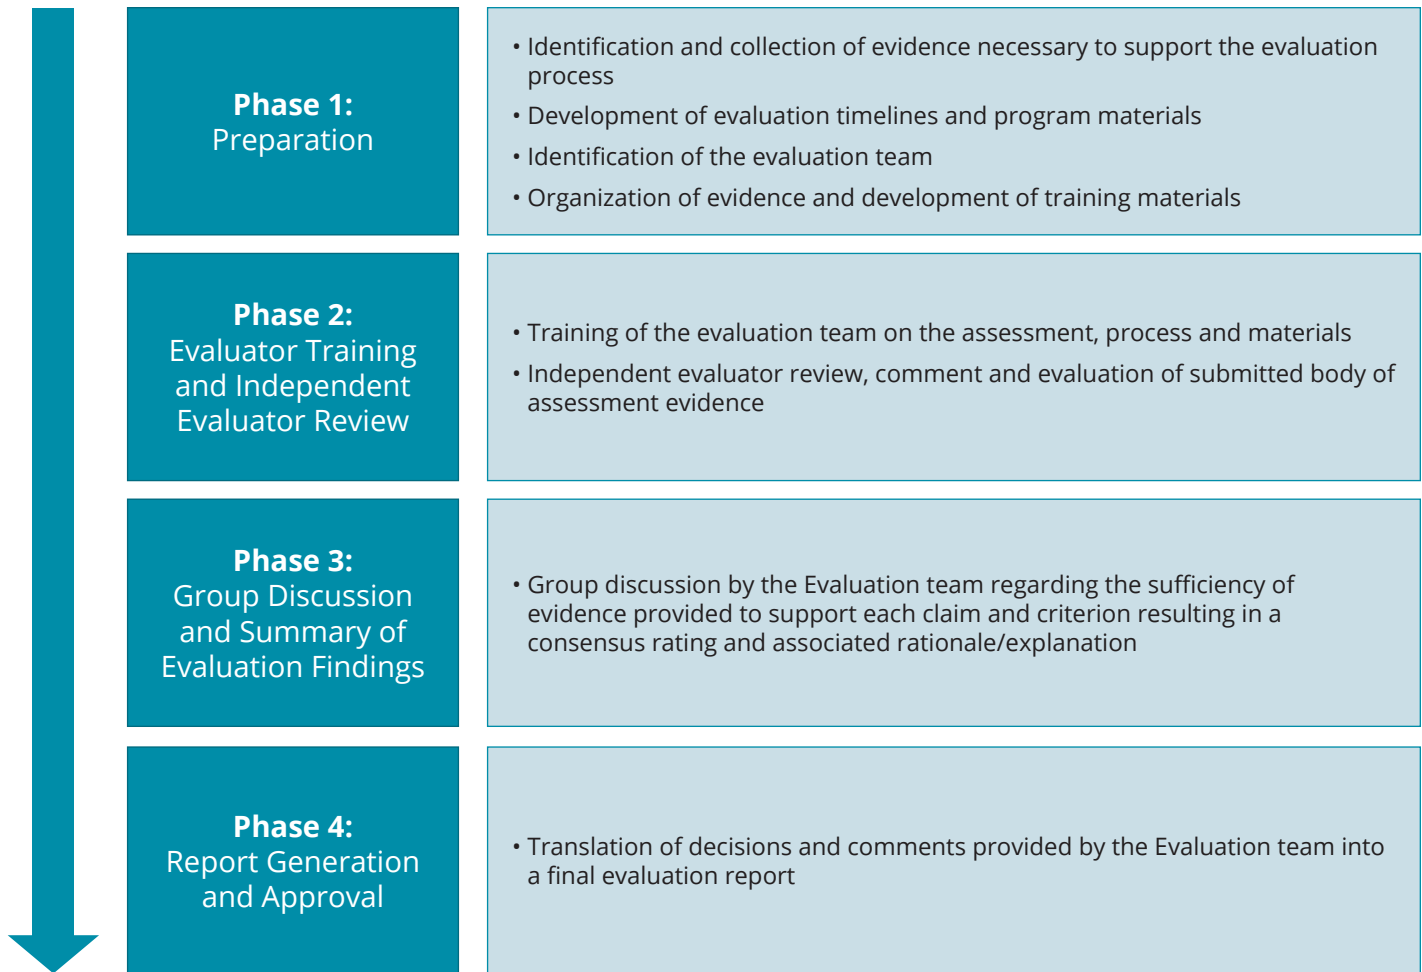 Phase 1:
Preparation
• Identification and collection of evidence necessary to support the evaluation
process
• Development of evaluation timelines and program materials
• Identification of the evaluation team
• Organization of evidence and development of training materials
Phase 2:
Evaluator Training
and Independent
Evaluator Review
• Training of the evaluation team on the assessment, process and materials
• Independent evaluator review, comment and evaluation of submitted body of
assessment evidence
Phase 3:
Group Discussion
and Summary of
Evaluation Findings
• Group discussion by the Evaluation team regarding the sufficiency of
evidence provided to support each claim and criterion resulting in a
consensus rating and associated rationale/explanation
Phase 4:
Report Generation
and Approval
• Translation of decisions and comments provided by the Evaluation team into
a final evaluation report